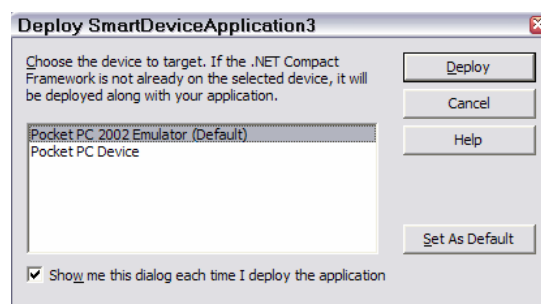 Deploy SmartDeviceApplication3
Choose the device to target. If the .NET Compact
Framework is not already on the selected device, it will
be deployed along with your application.
Deploy
Cancel
Help
Pocket PC 2002 Emulator (Default)
Pocket PC Device
Set As Default
Show me this dialog each time I deploy the application